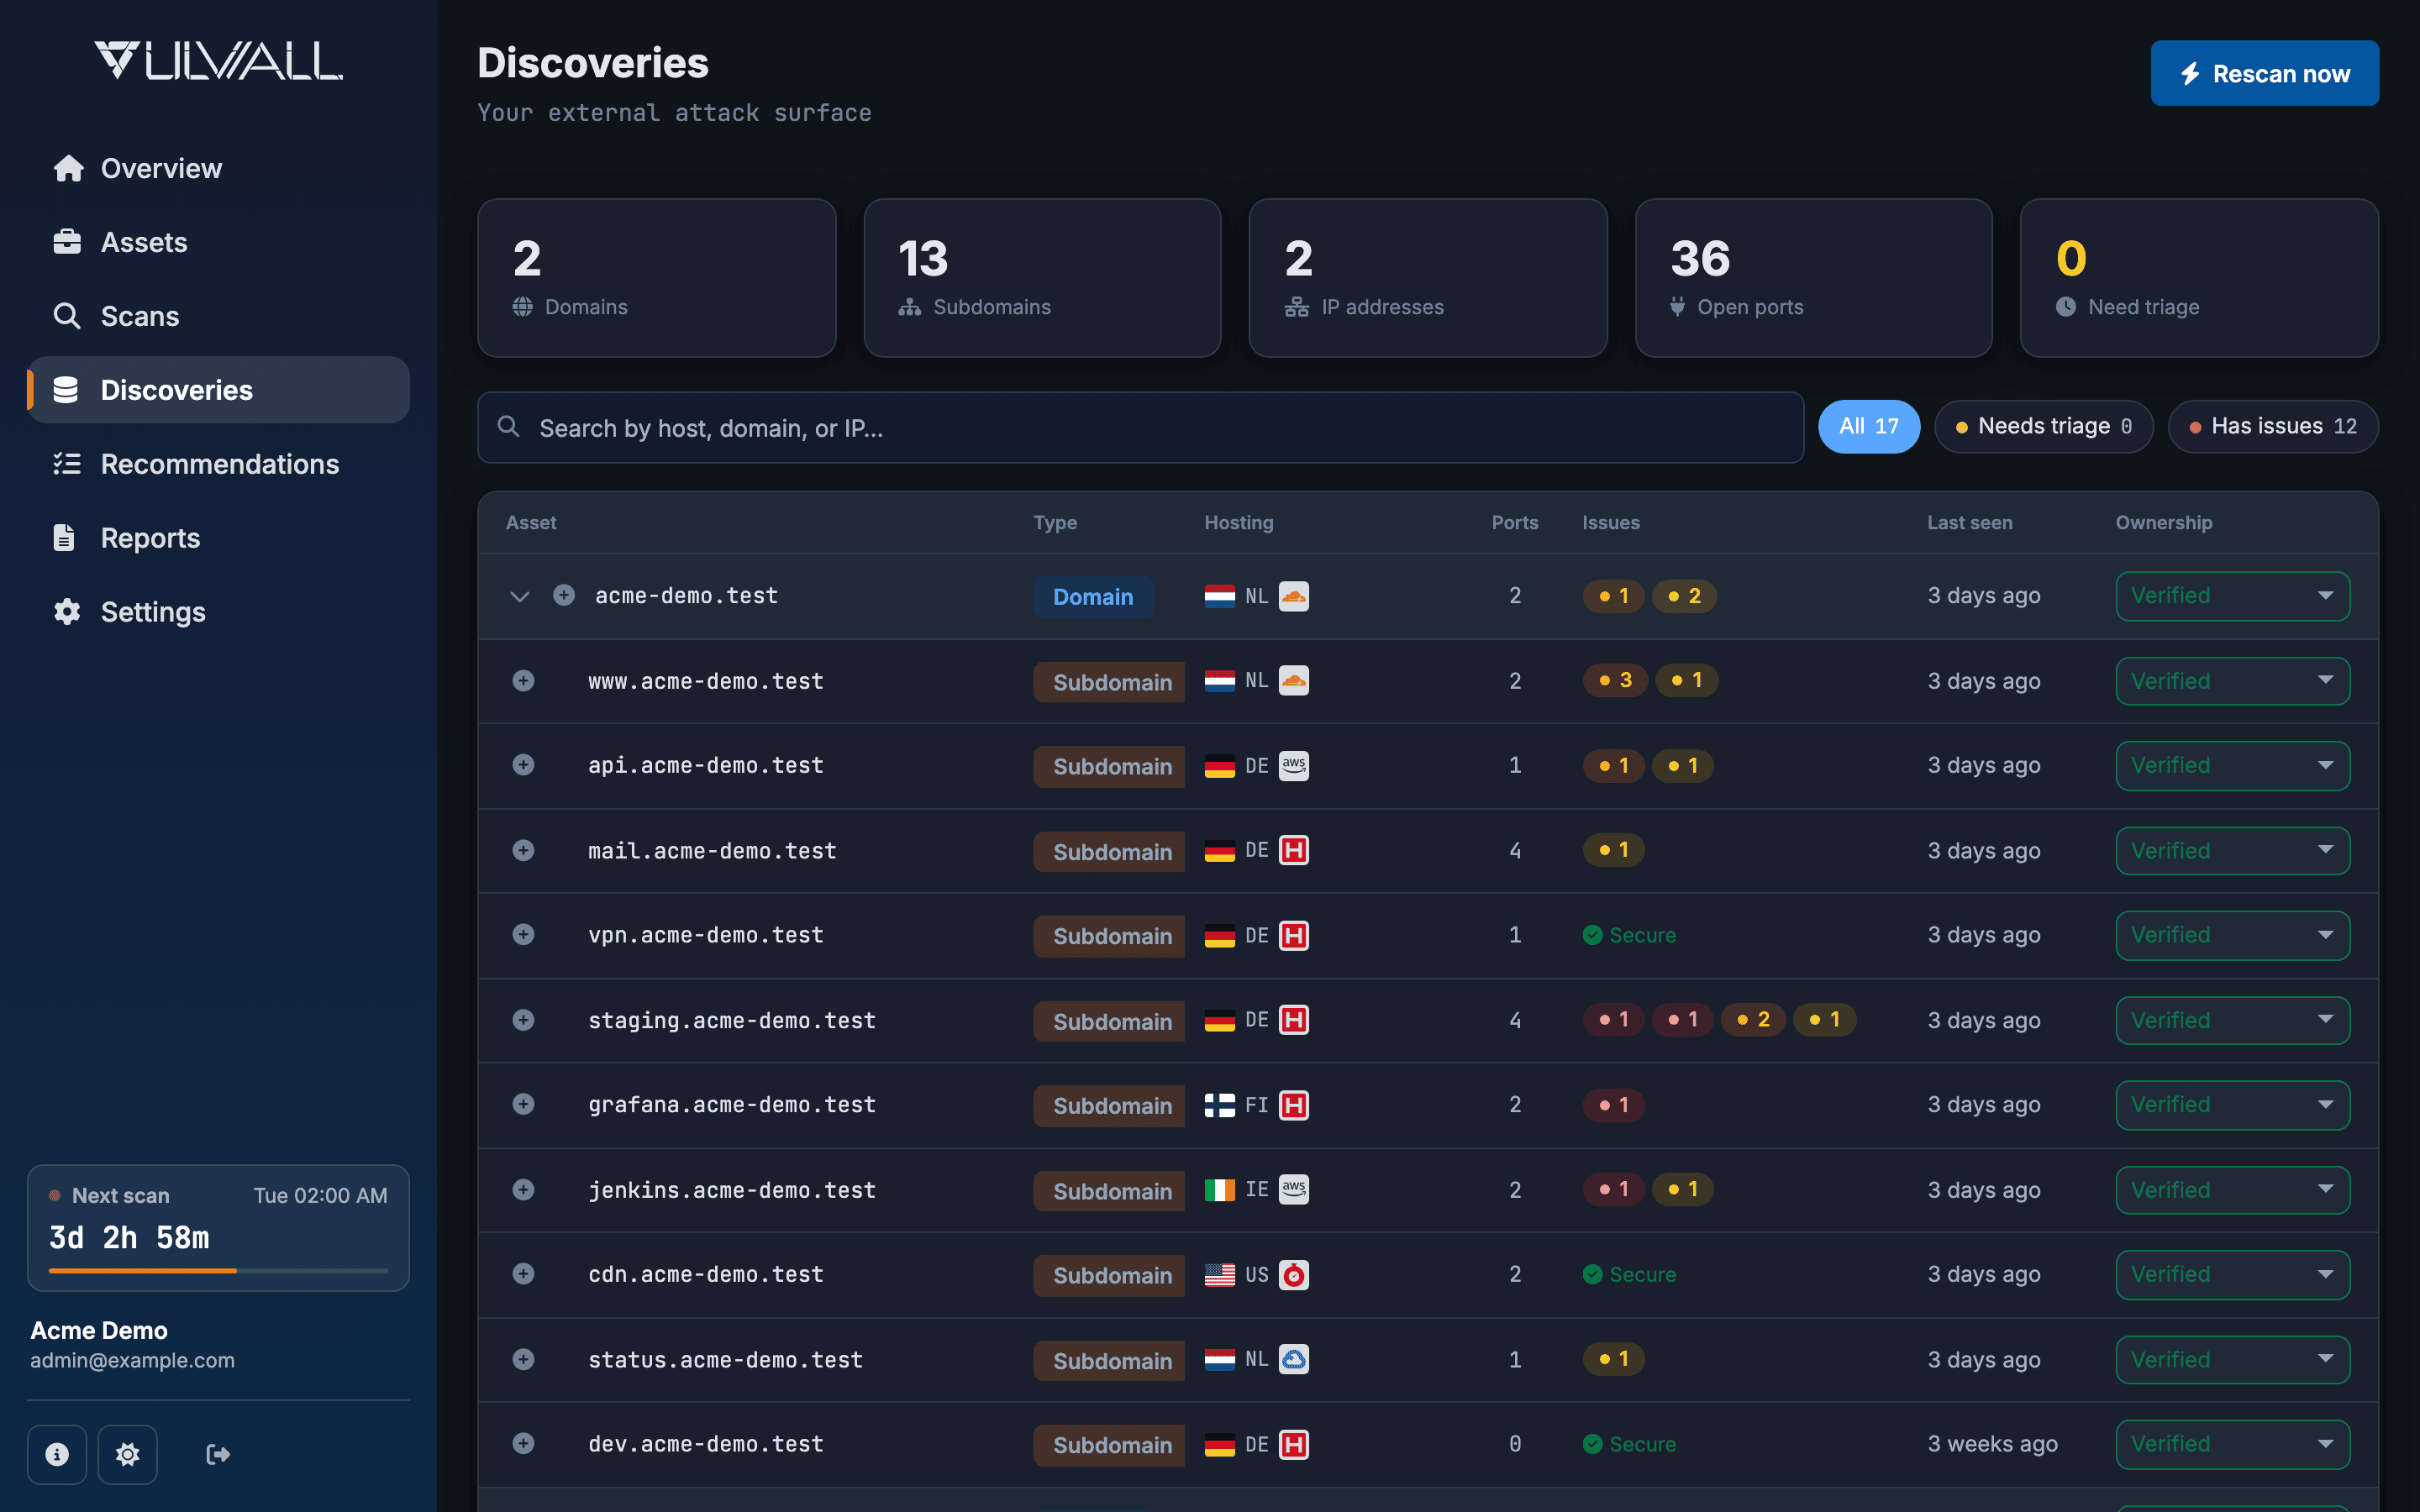 VULWALL
Overview
Assets
Scans
Discoveries
Recommendations
Reports
Settings
Next scan Tue 02:00 AM
3d 2h 58m
Acme Demo
admin@example.com
Discoveries
Your external attack surface
Rescan now
2
Domains
13
Subdomains
2
IP addresses
36
Open ports
0
Need triage
Search by host, domain, or IP...
All 17
Needs triage 0
Has issues 12
Asset Type Hosting Ports Issues Last seen Ownership
acme-demo.test Domain NL 2 1 2 3 days ago Verified
www.acme-demo.test Subdomain NL 2 3 1 3 days ago Verified
api.acme-demo.test Subdomain DE aws 1 1 1 3 days ago Verified
mail.acme-demo.test Subdomain DE H 4 1 3 days ago Verified
vpn.acme-demo.test Subdomain DE H 1 Secure 3 days ago Verified
staging.acme-demo.test Subdomain DE H 4 1 1 2 1 3 days ago Verified
grafana.acme-demo.test Subdomain FI H 2 1 3 days ago Verified
jenkins.acme-demo.test Subdomain IE aws 2 1 1 3 days ago Verified
cdn.acme-demo.test Subdomain US 2 Secure 3 days ago Verified
status.acme-demo.test Subdomain NL 1 1 3 days ago Verified
dev.acme-demo.test Subdomain DE H 0 Secure 3 weeks ago Verified